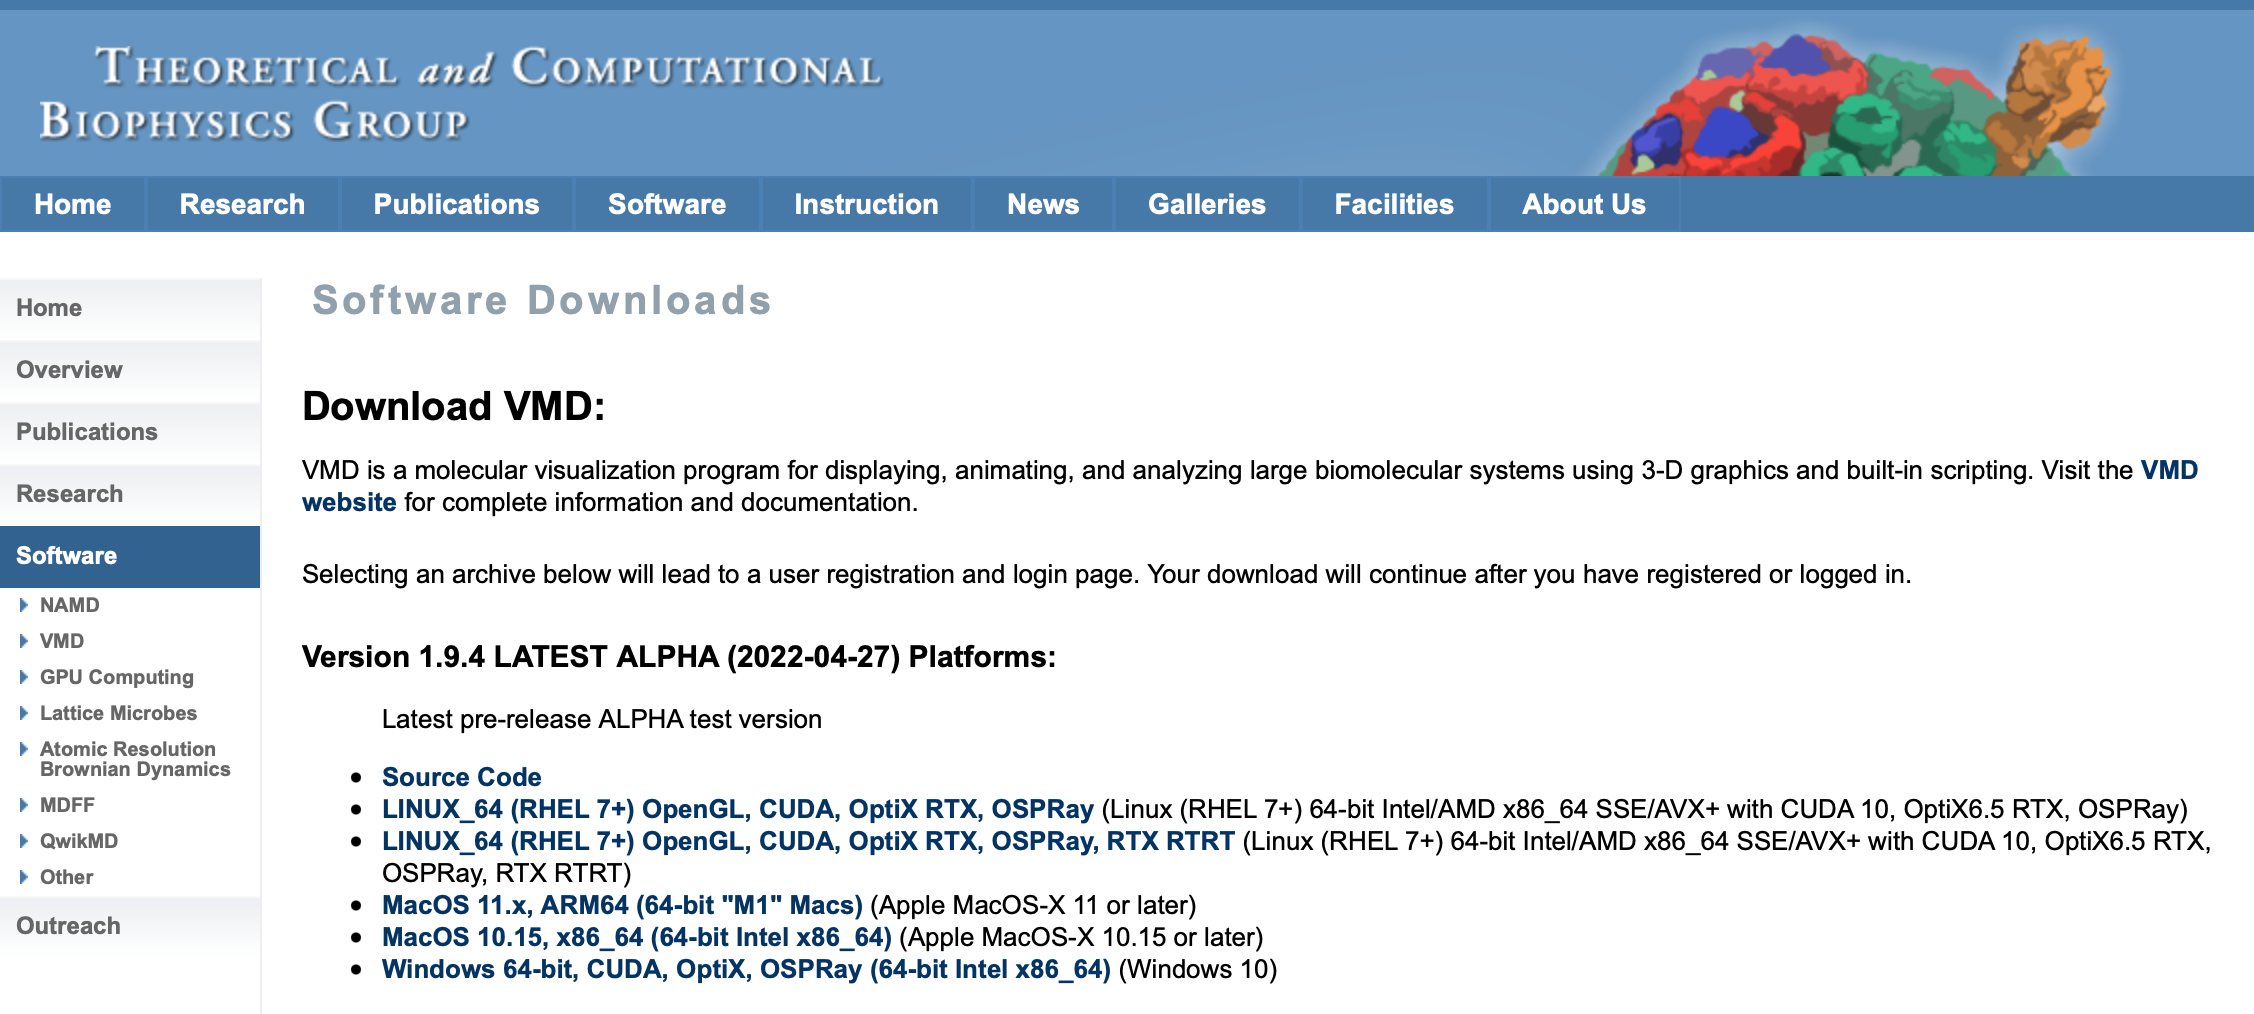 THEORETICAL and COMPUTATIONAL
BIOPHYSICS GROUP
Home
Research
Publications
Software
Instruction
News
Galleries
Facilities
About Us
Home
Overview
Publications
Research
Software
NAMD
VMD
GPU Computing
Lattice Microbes
Atomic Resolution
Brownian Dynamics
MDFF
QwikMD
Other
Outreach
Software Downloads
Download VMD:
VMD is a molecular visualization program for displaying, animating, and analyzing large biomolecular systems using 3-D graphics and built-in scripting. Visit the VMD
website for complete information and documentation.
Selecting an archive below will lead to a user registration and login page. Your download will continue after you have registered or logged in.
Version 1.9.4 LATEST ALPHA (2022-04-27) Platforms:
Latest pre-release ALPHA test version
Source Code
LINUX_64 (RHEL 7+) OpenGL, CUDA, OptiX RTX, OSPRay (Linux (RHEL 7+) 64-bit Intel/AMD x86_64 SSE/AVX+ with CUDA 10, OptiX6.5 RTX, OSPRay)
LINUX_64 (RHEL 7+) OpenGL, CUDA, OptiX RTX, OSPRay, RTX RTRT (Linux (RHEL 7+) 64-bit Intel/AMD x86_64 SSE/AVX+ with CUDA 10, OptiX6.5 RTX,
OSPRay, RTX RTRT)
MacOS 11.x, ARM64 (64-bit "M1" Macs) (Apple MacOS-X 11 or later)
MacOS 10.15, x86_64 (64-bit Intel x86_64) (Apple MacOS-X 10.15 or later)
Windows 64-bit, CUDA, OptiX, OSPRay (64-bit Intel x86_64) (Windows 10)